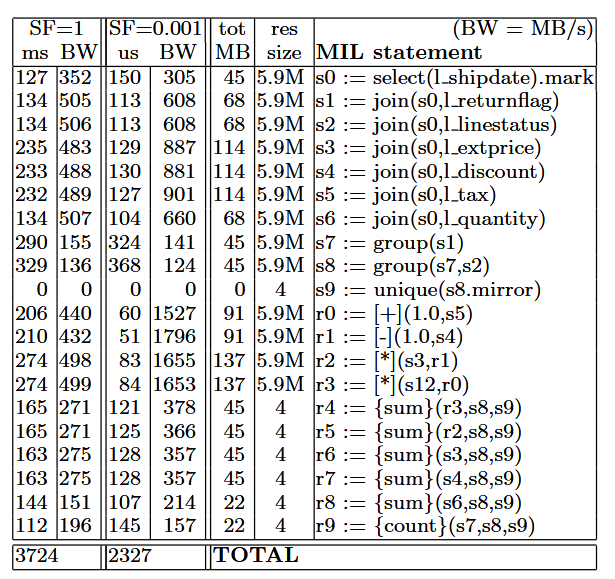 SF=1 SF=0.001 tot res (BW = MB/s)
ms BW us BW MB size MIL statement
127 352 150 305 45 5.9M s0 := select(l_shipdate).mark
134 505 113 608 68 5.9M s1 := join(s0,l_returnflag)
134 506 113 608 68 5.9M s2 := join(s0,l_linestatus)
235 483 129 887 114 5.9M s3 := join(s0,l_extprice)
233 488 130 881 114 5.9M s4 := join(s0,l_discount)
232 489 127 901 114 5.9M s5 := join(s0,l_tax)
134 507 104 660 68 5.9M s6 := join(s0,l_quantity)
290 155 324 141 45 5.9M s7 := group(s1)
329 136 368 124 45 5.9M s8 := group(s7,s2)
0 0 0 0 0 4 s9 := unique(s8.mirror)
206 440 60 1527 91 5.9M r0 := [+](1.0,s5)
210 432 51 1796 91 5.9M r1 := [-](1.0,s4)
274 498 83 1655 137 5.9M r2 := [*](s3,r1)
274 499 84 1653 137 5.9M r3 := [*](s12,r0)
165 271 121 378 45 4 r4 := {sum}(r3,s8,s9)
165 271 125 366 45 4 r5 := {sum}(r2,s8,s9)
163 275 128 357 45 4 r6 := {sum}(s3,s8,s9)
163 275 128 357 45 4 r7 := {sum}(s4,s8,s9)
144 151 107 214 22 4 r8 := {sum}(s6,s8,s9)
112 196 145 157 22 4 r9 := {count}(s7,s8,s9)
3724 2327 TOTAL